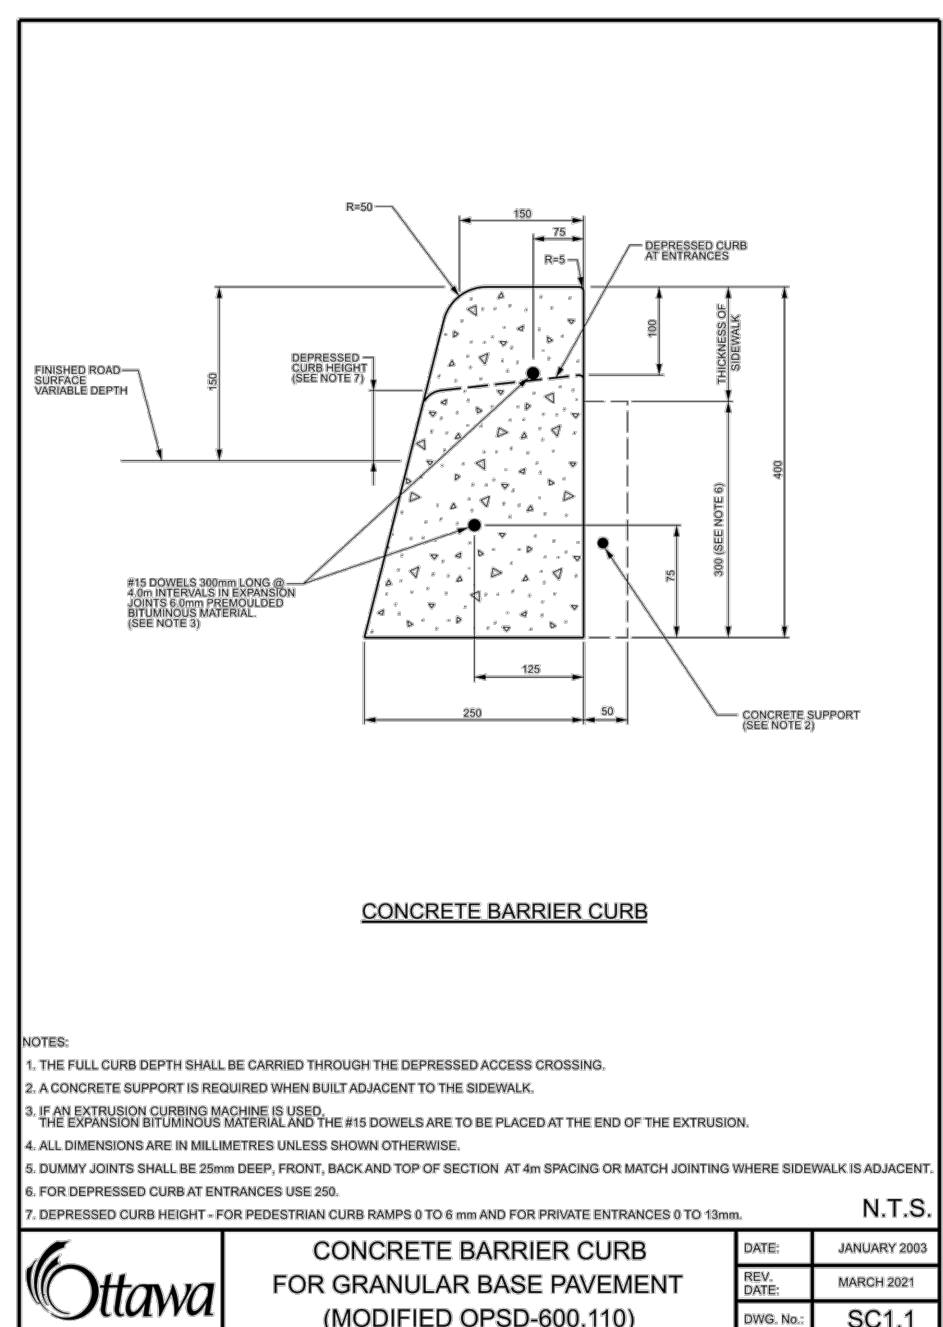 R=50
150
75
R=5
DEPRESSED CURB
AT ENTRANCES
150
100
THICKNESS OF
SIDEWALK
DEPRESSED
CURB HEIGHT
(SEE NOTE 7)
FINISHED ROAD
SURFACE
VARIABLE DEPTH
400
300 (SEE NOTE 6)
75
#15 DOWELS 300mm LONG @
4.0m INTERVALS IN EXPANSION
JOINTS 6.0mm PREMOULDED
BITUMINOUS MATERIAL.
(SEE NOTE 3)
125
250
50
CONCRETE SUPPORT
(SEE NOTE 2)
CONCRETE BARRIER CURB
NOTES:
1. THE FULL CURB DEPTH SHALL BE CARRIED THROUGH THE DEPRESSED ACCESS CROSSING.
2. A CONCRETE SUPPORT IS REQUIRED WHEN BUILT ADJACENT TO THE SIDEWALK.
3. IF AN EXTRUSION CURBING MACHINE IS USED,
THE EXPANSION BITUMINOUS MATERIAL AND THE #15 DOWELS ARE TO BE PLACED AT THE END OF THE EXTRUSION.
4. ALL DIMENSIONS ARE IN MILLIMETRES UNLESS SHOWN OTHERWISE.
5. DUMMY JOINTS SHALL BE 25mm DEEP, FRONT, BACK AND TOP OF SECTION AT 4m SPACING OR MATCH JOINTING WHERE SIDEWALK IS ADJACENT.
6. FOR DEPRESSED CURB AT ENTRANCES USE 250.
7. DEPRESSED CURB HEIGHT - FOR PEDESTRIAN CURB RAMPS 0 TO 6 mm AND FOR PRIVATE ENTRANCES 0 TO 13mm.
N.T.S.
Ottawa
CONCRETE BARRIER CURB
FOR GRANULAR BASE PAVEMENT
(MODIFIED OPSD-600.110)
DATE: JANUARY 2003
REV.
DATE: MARCH 2021
DWG. No.: SC1.1